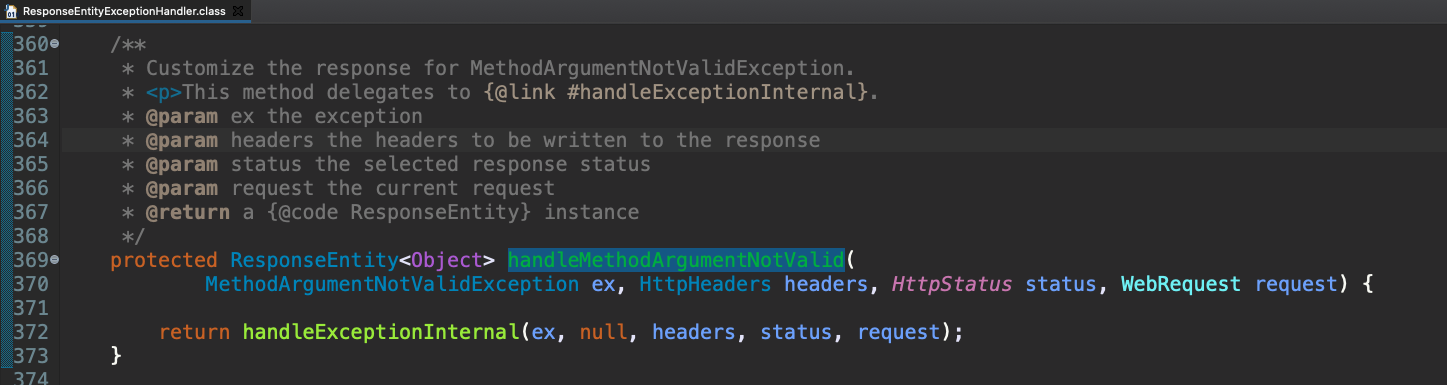 ResponseEntityExceptionHandler.class
360 /**
361 * Customize the response for MethodArgumentNotValidException.
362 * <p>This method delegates to {@link #handleExceptionInternal}.
363 * @param ex the exception
364 * @param headers the headers to be written to the response
365 * @param status the selected response status
366 * @param request the current request
367 * @return a {@code ResponseEntity} instance
368 */
369 protected ResponseEntity<Object> handleMethodArgumentNotValid(
370 MethodArgumentNotValidException ex, HttpHeaders headers, HttpStatus status, WebRequest request) {
371
372 return handleExceptionInternal(ex, null, headers, status, request);
373 }
374